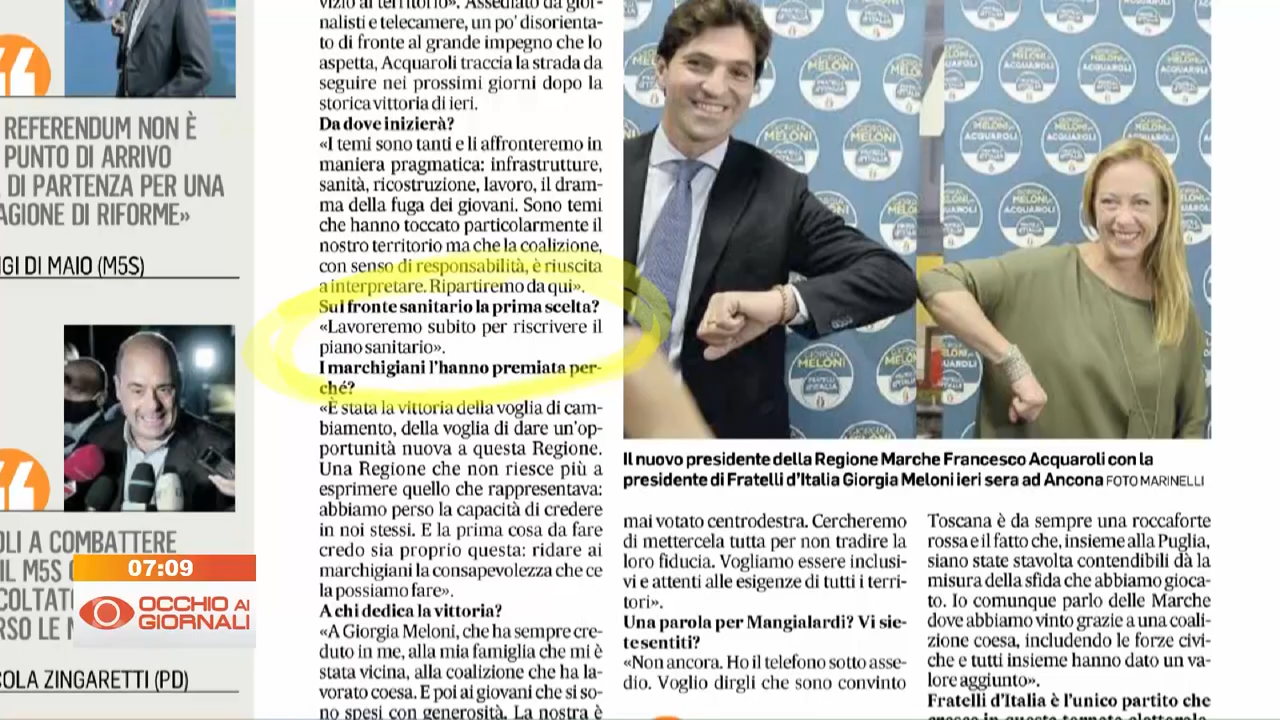 REFERENDUM NON È
PUNTO DI ARRIVO
DI PARTENZA PER UNA
AGIONE DI RIFORME»
IGI DI MAIO (M5S)
OLI A COMBATTERE
IL M5S
COLTAT
RSO LE
COLA ZINGARETTI (PD)
07:09
OCCHIO AI
GIORNALI
vizio al territorio». Assediato da gior-
nalisti e telecamere, un po' disorienta-
to di fronte al grande impegno che lo
aspetta, Acquaroli traccia la strada da
seguire nei prossimi giorni dopo la
storica vittoria di ieri.
Da dove inizierà?
«I temi sono tanti e li affronteremo in
maniera pragmatica: infrastrutture,
sanità, ricostruzione, lavoro, il dram-
ma della fuga dei giovani. Sono temi
che hanno toccato particolarmente il
nostro territorio ma che la coalizione,
con senso di responsabilità, è riuscita
a interpretare. Ripartiremo da qui».
Sul fronte sanitario la prima scelta?
«Lavoreremo subito per riscrivere il
piano sanitario».
I marchigiani l'hanno premiata per-
ché?
«È stata la vittoria della voglia di cam-
biamento, della voglia di dare un'op-
portunità nuova a questa Regione.
Una Regione che non riesce più a
esprimere quello che rappresentava:
abbiamo perso la capacità di credere
in noi stessi. E la prima cosa da fare
credo sia proprio questa: ridare ai
marchigiani la consapevolezza che ce
la possiamo fare».
A chi dedica la vittoria?
«A Giorgia Meloni, che ha sempre cre-
duto in me, alla mia famiglia che mi è
stata vicina, alla coalizione che ha la-
vorato coesa. E poi ai giovani che si so-
no spesi con generosità. La nostra è
GIORGIA
MELONI
ACQUAROLI
FRATELLI
D'ITALIA
Il nuovo presidente della Regione Marche Francesco Acquaroli con la
presidente di Fratelli d'Italia Giorgia Meloni ieri sera ad Ancona FOTO MARINELLI
mai votato centrodestra. Cercheremo
di mettercela tutta per non tradire la
loro fiducia. Vogliamo essere inclusi-
vi e attenti alle esigenze di tutti i terri-
tori».
Una parola per Mangialardi? Vi sie-
te sentiti?
«Non ancora. Ho il telefono sotto asse-
dio. Voglio dirgli che sono convinto
Toscana è da sempre una roccaforte
rossa e il fatto che, insieme alla Puglia,
siano state stavolta contendibili dà la
misura della sfida che abbiamo gioca-
to. Io comunque parlo delle Marche
dove abbiamo vinto grazie a una coali-
zione coesa, includendo le forze civi-
che e tutti insieme hanno dato un va-
lore aggiunto».
Fratelli d'Italia è l'unico partito che